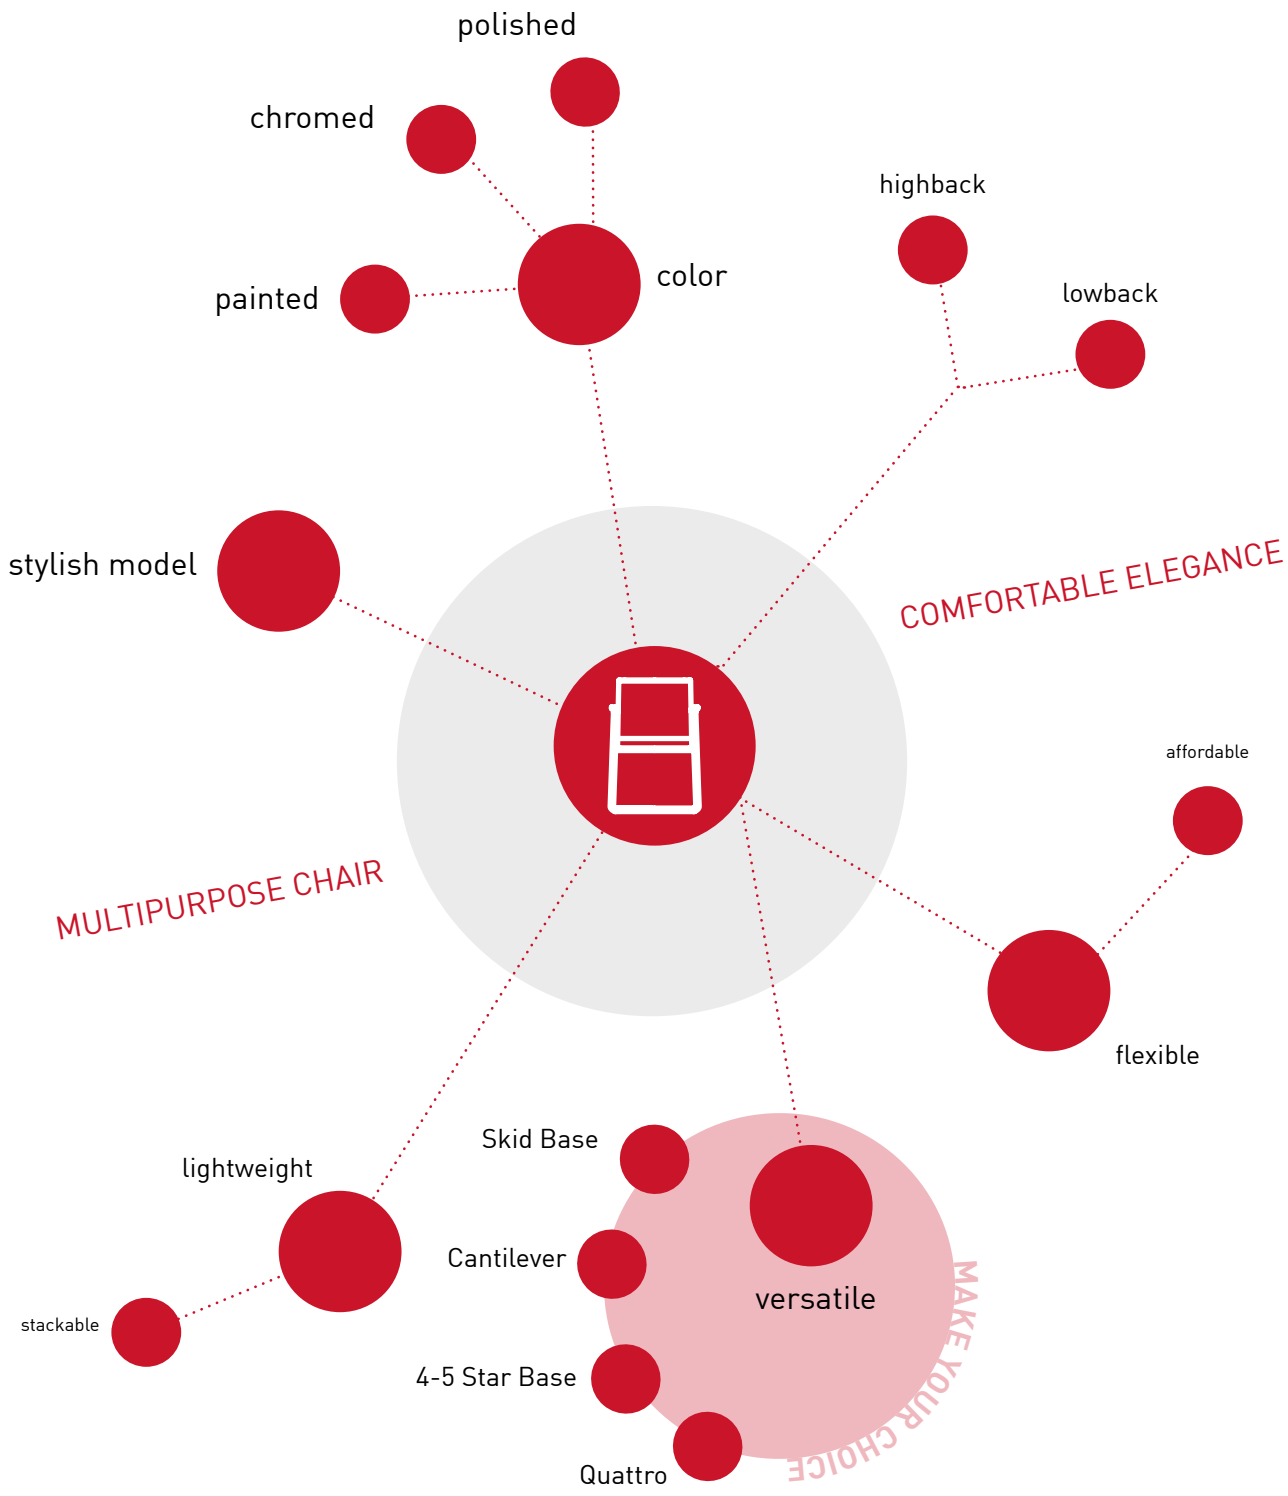 polished
chromed
highback
color
lowback
painted
stylish model
COMFORTABLE ELEGANCE
affordable
MULTIPURPOSE CHAIR
flexible
Skid Base
lightweight
Cantilever
versatile
stackable
4-5 Star Base
MAKE YOUR CHOICE
Quattro